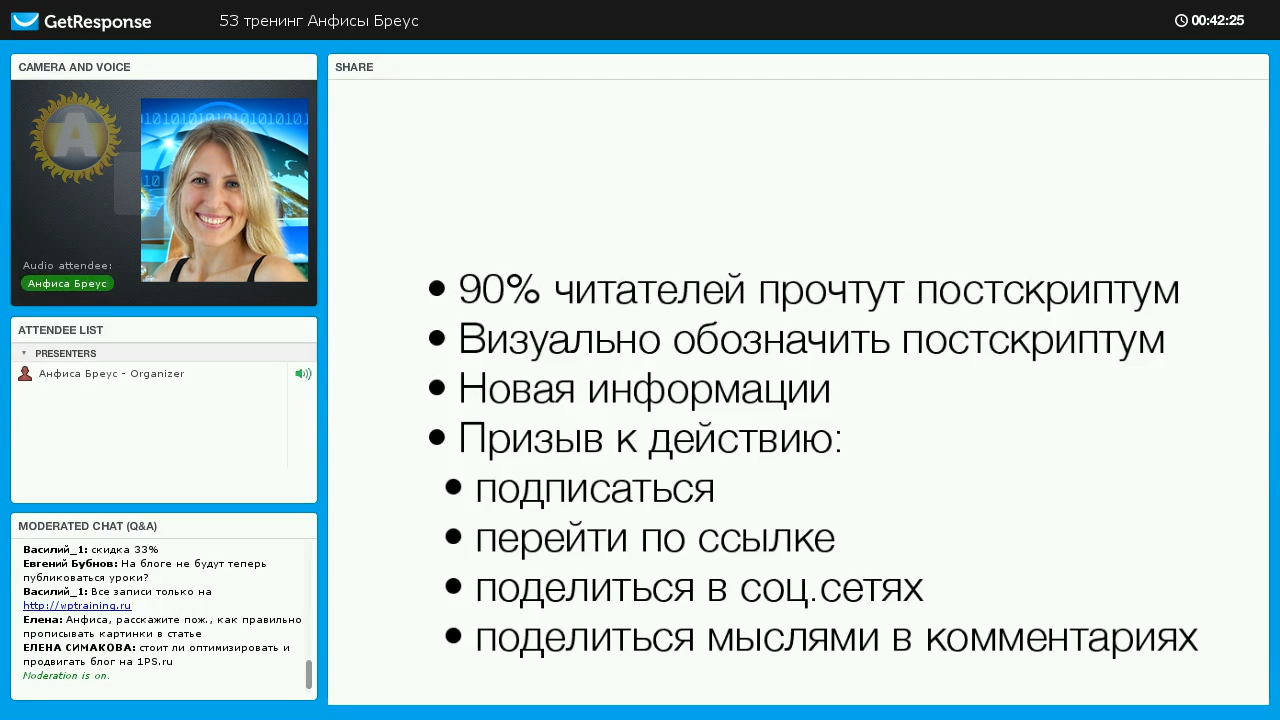 GetResponse
53 тренинг Анфисы Бреус
00:42:25
CAMERA AND VOICE
A
Audio attendee:
Анфиса Бреус
ATTENDEE LIST
PRESENTERS
Анфиса Бреус - Organizer
MODERATED CHAT (Q&A)
Василий_1: скидка 33%
Евгений Бубнов: На блоге не будут теперь
публиковаться уроки?
Василий_1: Все записи только на
http://wptraining.ru
Елена: Анфиса, расскажите пож., как правильно
прописывать картинки в статье
ЕЛЕНА СИМАКОВА: стоит ли оптимизировать и
продвигать блог на 1PS.ru
Moderation is on.
SHARE
• 90% читателей прочтут постскриптум
• Визуально обозначить постскриптум
• Новая информации
• Призыв к действию:
• подписаться
• перейти по ссылке
• поделиться в соц.сетях
• поделиться мыслями в комментариях